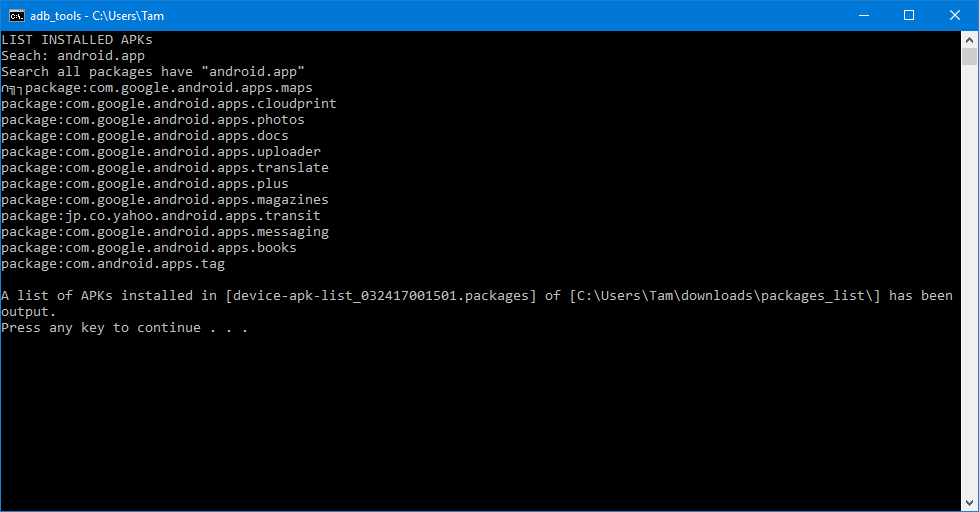 adb_tools - C:\Users\Tam
LIST INSTALLED APKs
Seach: android.app
Search all packages have "android.app"
∩╗┐package:com.google.android.apps.maps
package:com.google.android.apps.cloudprint
package:com.google.android.apps.photos
package:com.google.android.apps.docs
package:com.google.android.apps.uploader
package:com.google.android.apps.translate
package:com.google.android.apps.plus
package:com.google.android.apps.magazines
package:jp.co.yahoo.android.apps.transit
package:com.google.android.apps.messaging
package:com.google.android.apps.books
package:com.android.apps.tag
A list of APKs installed in [device-apk-list_032417001501.packages] of [C:\Users\Tam\downloads\packages_list\] has been
output.
Press any key to continue . . .